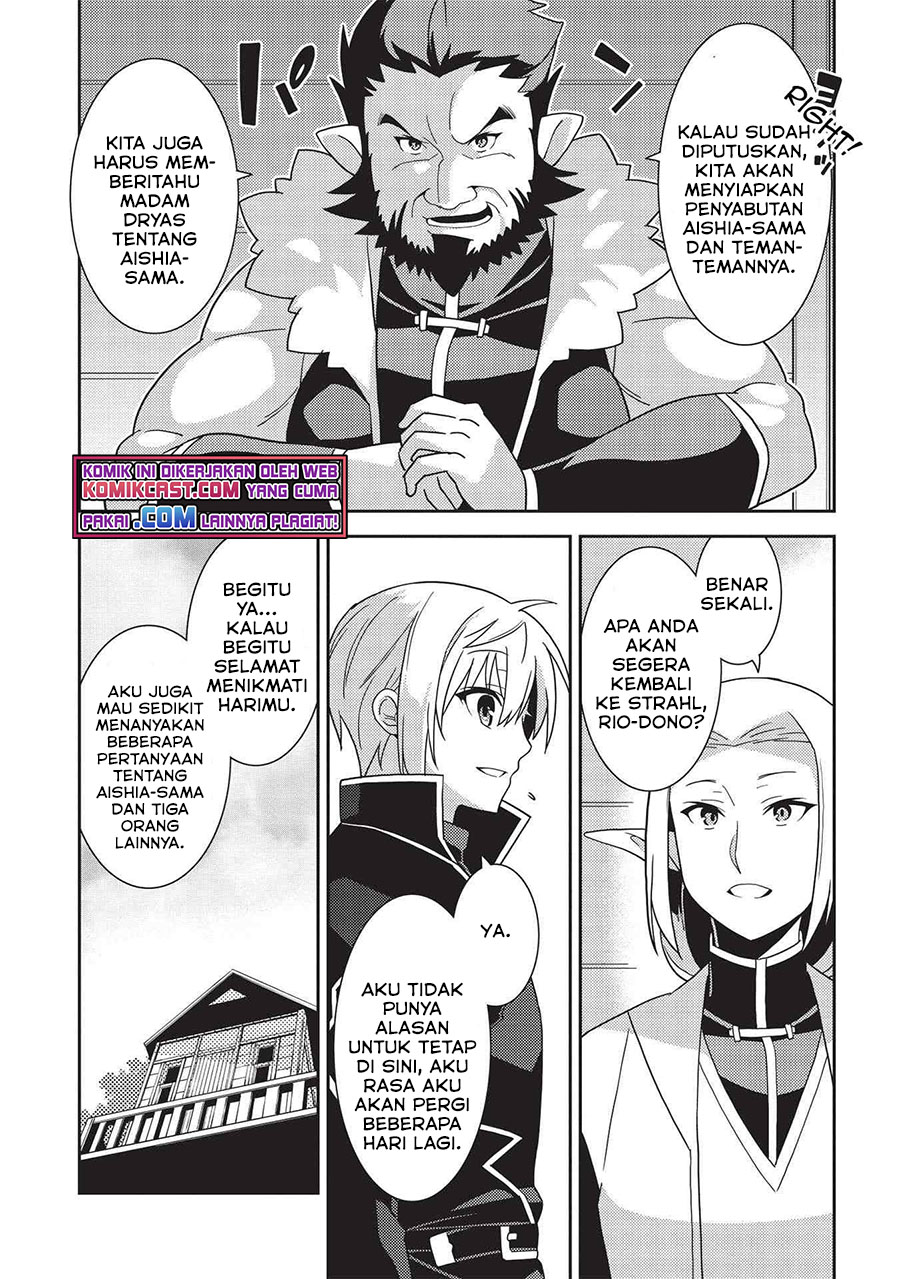 RIGHT!
KALAU SUDAH
DIPUTUSKAN,
KITA AKAN
MENYIAPKAN
PENYABUTAN
AISHIA-SAMA
DAN TEMAN-
TEMANNYA.
KITA JUGA
HARUS MEM-
BERITAHU
MADAM
DRYAS
TENTANG
AISHIA-
SAMA.
KOMIK INI DIKERJAKAN OLEH WEB
KOMIKCAST.COM YANG CUMA
PAKAI .COM LAINNYA PLAGIAT!
BENAR
SEKALI.
APA ANDA
AKAN
SEGERA
KEMBALI
KE STRAHL,
RIO-DONO?
YA.
AKU TIDAK
PUNYA
ALASAN
UNTUK TETAP
DI SINI, AKU
RASA AKU
AKAN PERGI
BEBERAPA
HARI LAGI.
BEGITU
YA...
KALAU
BEGITU
SELAMAT
MENIKMATI
HARIMU.
AKU JUGA
MAU SEDIKIT
MENANYAKAN
BEBERAPA
PERTANYAAN
TENTANG
AISHIA-SAMA
DAN TIGA
ORANG
LAINNYA.